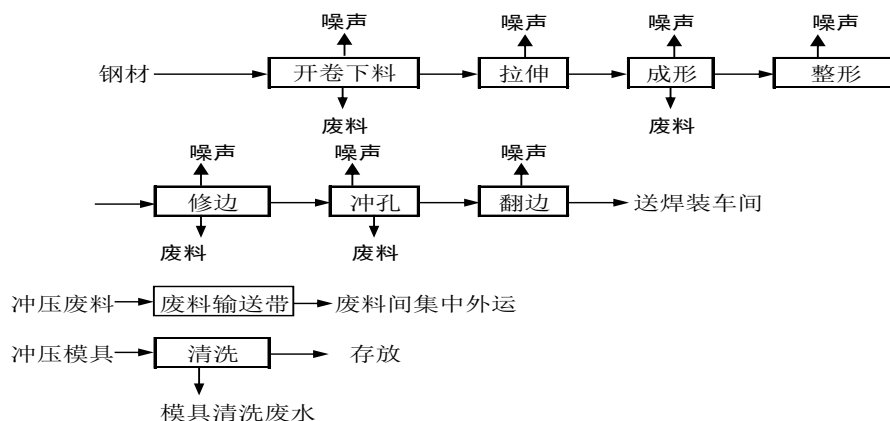 噪声 噪声 噪声 噪声
钢材 开卷下料 拉伸 成形 整形
废料 废料
噪声 噪声 噪声
修边 冲孔 翻边 送焊装车间
废料 废料
冲压废料 废料输送带 废料间集中外运
冲压模具 清洗 存放
模具清洗废水